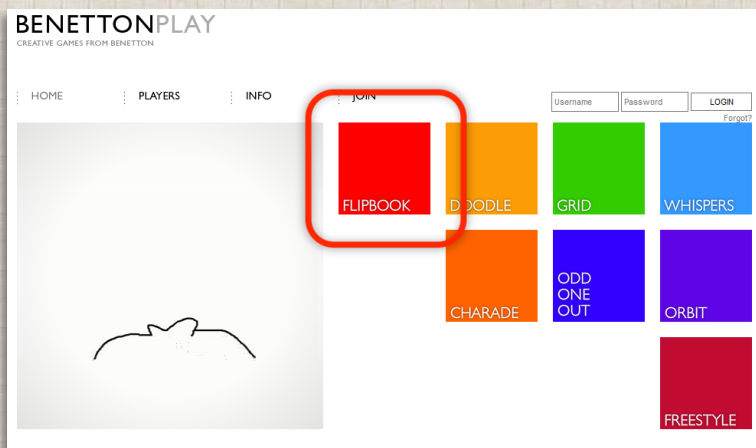 BENETTONPLAY
CREATIVE GAMES FROM BENETTON
HOME
PLAYERS
INFO
JOIN
Username
Password
LOGIN
Forgot?
FLIPBOOK
DOODLE
GRID
WHISPERS
CHARADE
ODD
ONE
OUT
ORBIT
FREESTYLE